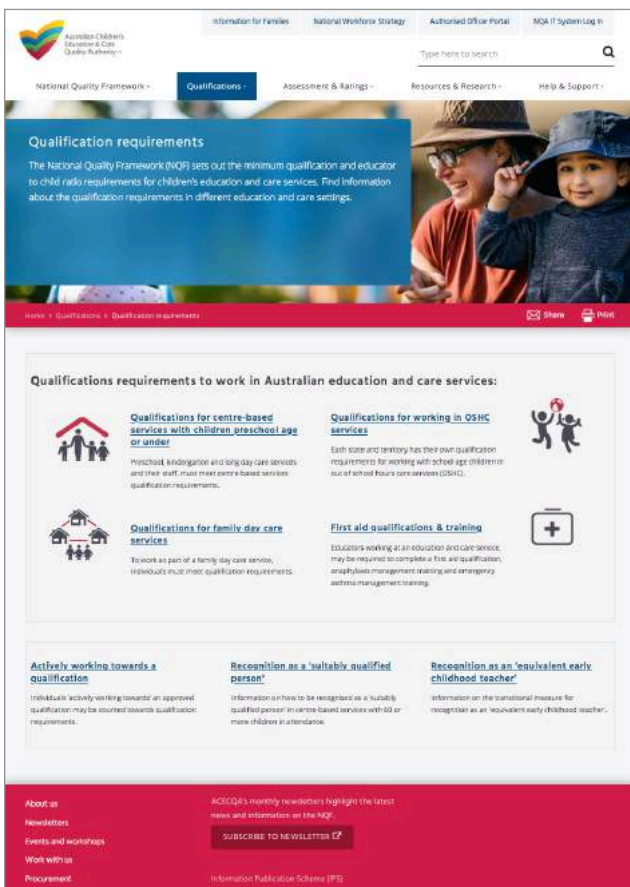 Australian Children's
Education & Care
Quality Authority
Information for Families
National Workforce Strategy
Authorised Officer Portal
NQA IT System Log In
Type here to search
National Quality Framework
Qualifications
Assessment & Ratings
Resources & Research
Help & Support
Qualification requirements
The National Quality Framework (NQF) sets out the minimum qualification and educator
to child ratio requirements for children's education and care services. Find information
about the qualification requirements in different education and care settings.
Home
Qualifications
Qualification requirements
Share
Print
Qualifications requirements to work in Australian education and care services:
Qualifications for centre-based
services with children preschool age
or under
Preschool, kindergarten and long day care services
and their staff, must meet centre-based services
qualification requirements.
Qualifications for working in OSHC
services
Each state and territory has their own qualification
requirements for working with school age children in
out of school hours care services (OSHC).
Qualifications for family day care
services
To work as part of a family day care service,
individuals must meet qualification requirements.
First aid qualifications & training
Educators working at an education and care service,
may be required to complete a first aid qualification,
anaphylaxis management training and emergency
asthma management training.
Actively working towards a
qualification
Individuals 'actively working towards' an approved
qualification may be counted towards qualification
requirements.
Recognition as a 'suitably qualified
person'
Information on how to be recognised as a 'suitably
qualified person' in centre-based services with 60 or
more children in attendance.
Recognition as an 'equivalent early
childhood teacher'
Information on the transitional measure for
recognition as an 'equivalent early childhood teacher'.
About us
Newsletters
Events and workshops
Work with us
Procurement
ACECQA's monthly newsletters highlight the latest
news and information on the NQF.
SUBSCRIBE TO NEWSLETTER
Information Publication Scheme (IPS)